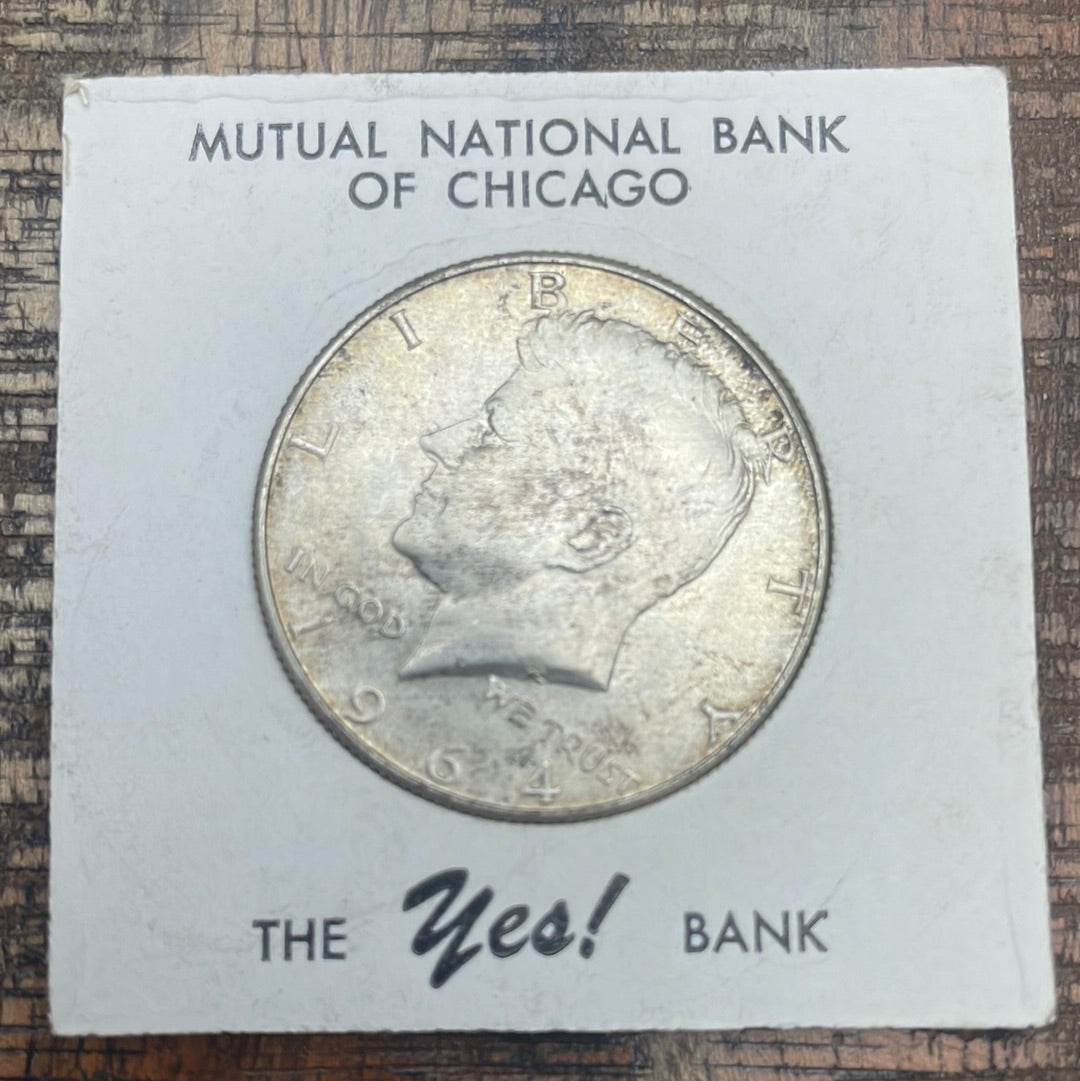 MUTUAL NATIONAL BANK
OF CHICAGO
LIBERTY
IN GOD
WE TRUST
1964
THE Yes! BANK